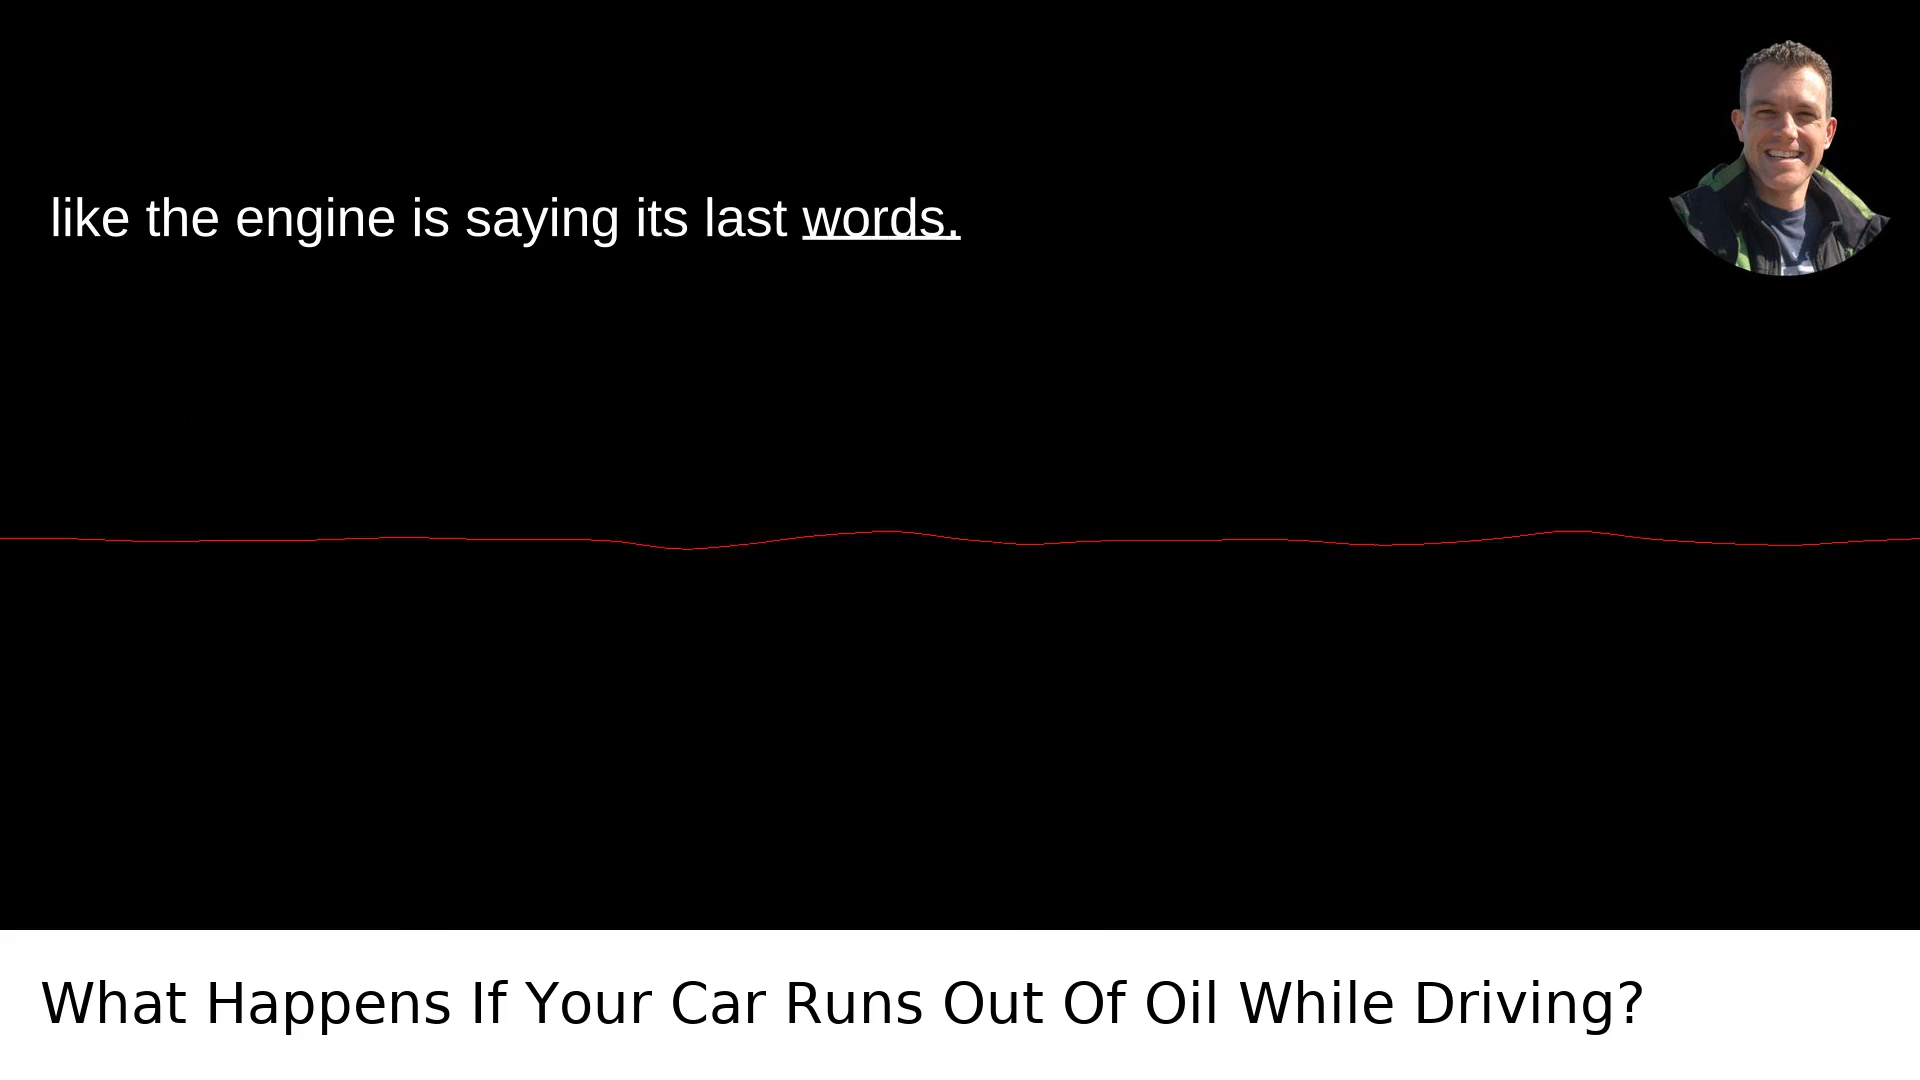 like the engine is saying its last words.
What Happens If Your Car Runs Out Of Oil While Driving?